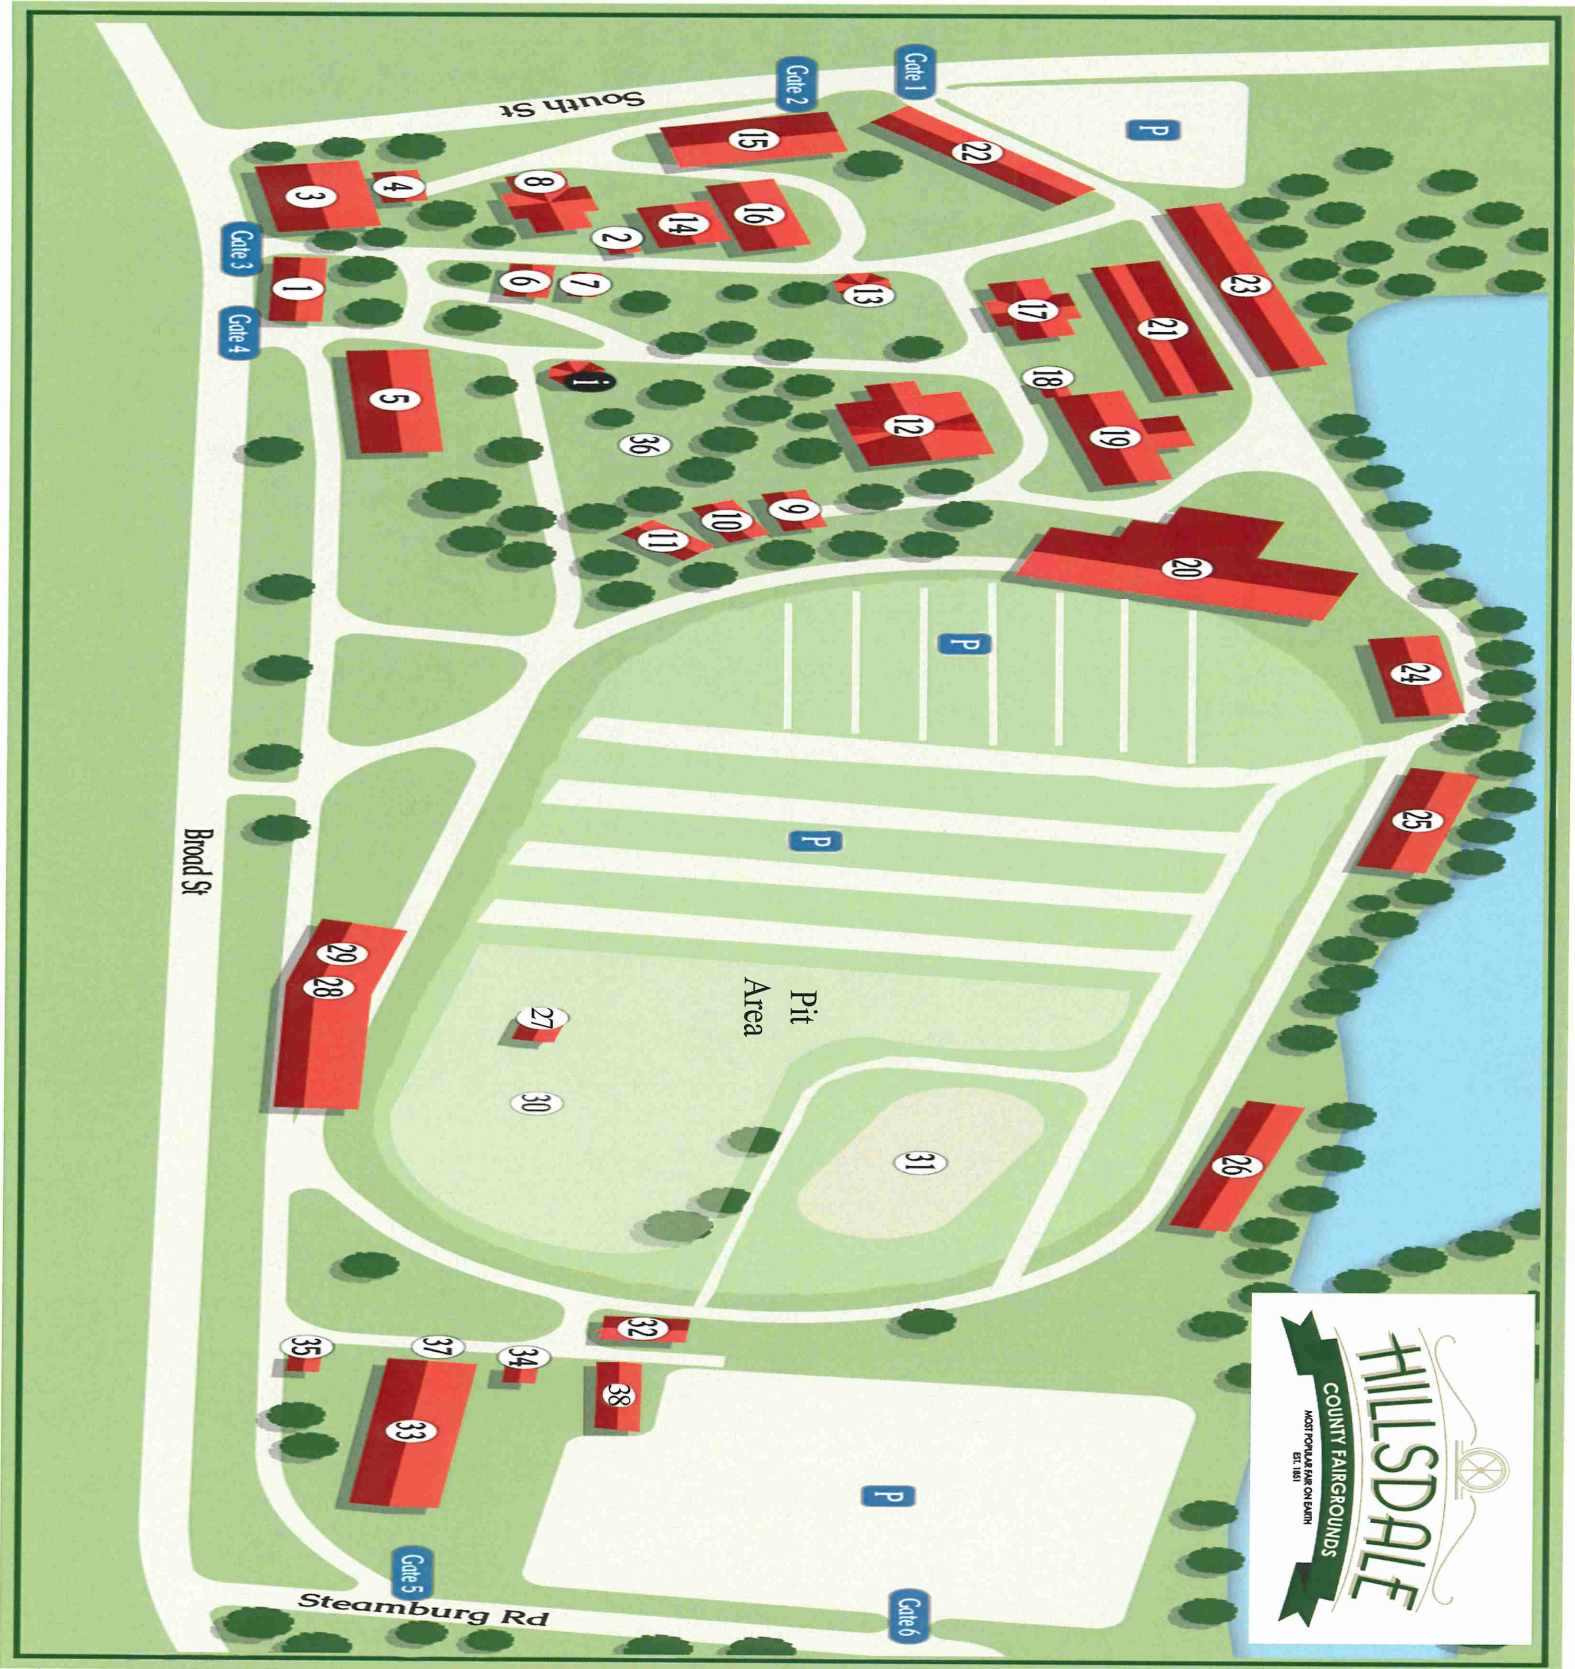 HILLSDALE
COUNTY FAIRGROUNDS
MOST POPULAR FAIR ON EARTH
EST. 1851
Gate 1
Gate 2
Gate 3
Gate 4
Gate 5
Gate 6
South St
Broad St
Steamburg Rd
Pit
Area
P
P
P
P
i
1
2
3
4
5
6
7
8
9
10
11
12
13
14
15
16
17
18
19
20
21
22
23
24
25
26
27
28
29
30
31
32
33
34
35
36
37
38